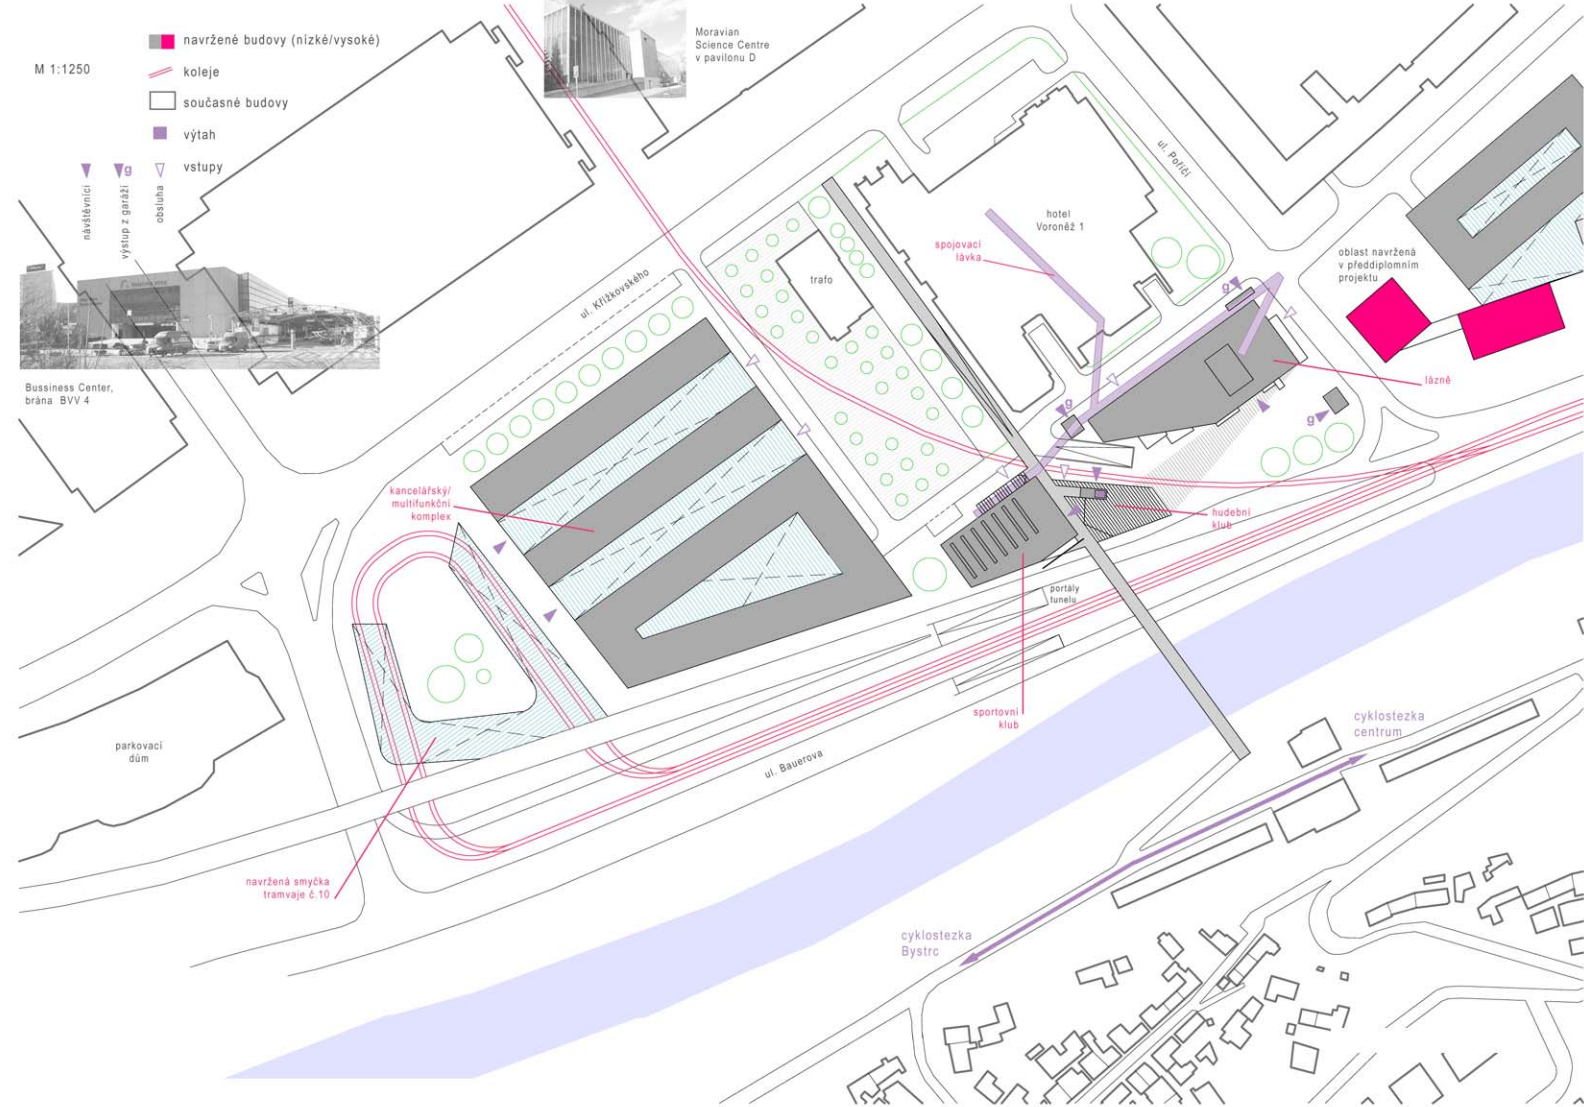 M 1:1250
navržené budovy (nízké/vysoké)
koleje
současné budovy
výtah
vstupy
návštěvníci
výstup z garáží
obsluha
g
Moravian
Science Centre
v pavilonu D
Bussiness Center,
brána BVV 4
ul. Křížkovského
trafo
spojovací
lávka
hotel
Voroněž 1
ul. Poříčí
oblast navržená
v předdiplomním
projektu
g
g
g
lázně
kancelářský/
multifunkční
komplex
hudební
klub
portály
tunelu
sportovní
klub
parkovací
dům
ul. Bauerova
navržená smyčka
tramvaje č.10
cyklostezka
centrum
cyklostezka
Bystrc